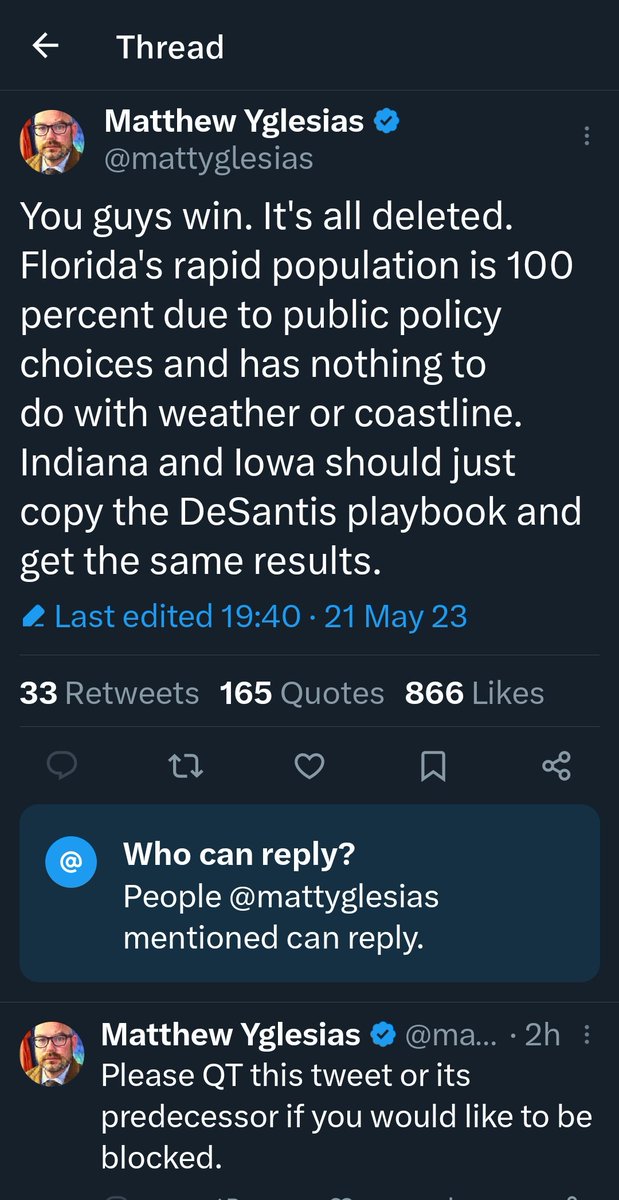 Thread
Matthew Yglesias
@mattyglesias
You guys win. It's all deleted.
Florida's rapid population is 100
percent due to public policy
choices and has nothing to
do with weather or coastline.
Indiana and Iowa should just
copy the DeSantis playbook and
get the same results.
Last edited 19:40 · 21 May 23
33 Retweets 165 Quotes 866 Likes
@
Who can reply?
People @mattyglesias
mentioned can reply.
Matthew Yglesias @ma... · 2h
Please QT this tweet or its
predecessor if you would like to be
blocked.